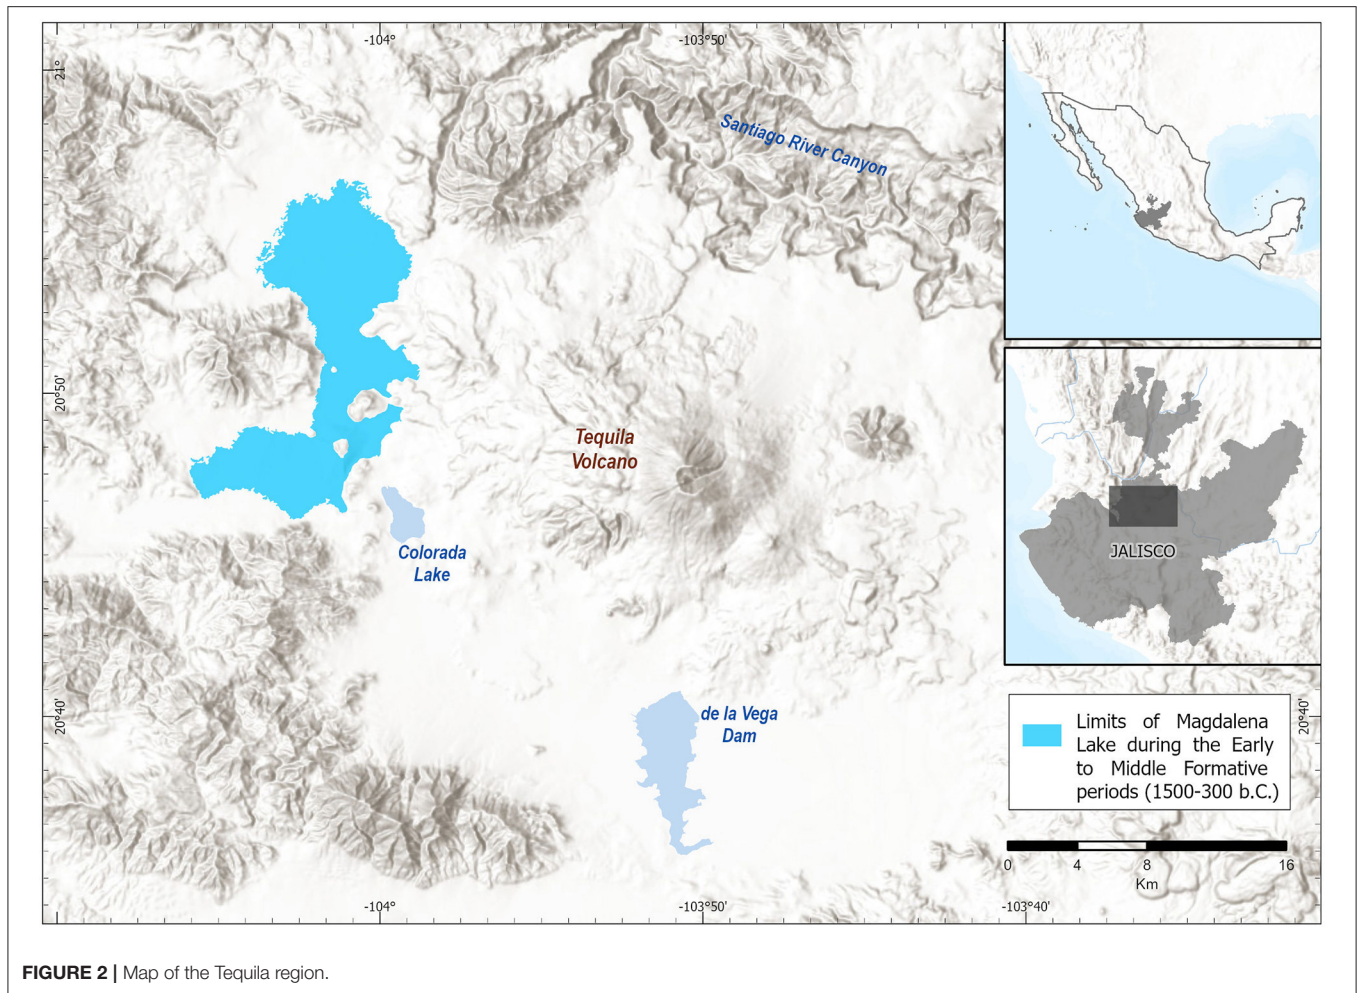 -104°
-103°50'
21°
Santiago River Canyon
20°50'
Tequila
Volcano
Colorada
Lake
JALISCO
20°40'
de la Vega
Dam
20°40'
Limits of Magdalena
Lake during the Early
to Middle Formative
periods (1500-300 b.C.)
0 4 8 16
Km
-104°
-103°50'
-103°40'
FIGURE 2 | Map of the Tequila region.